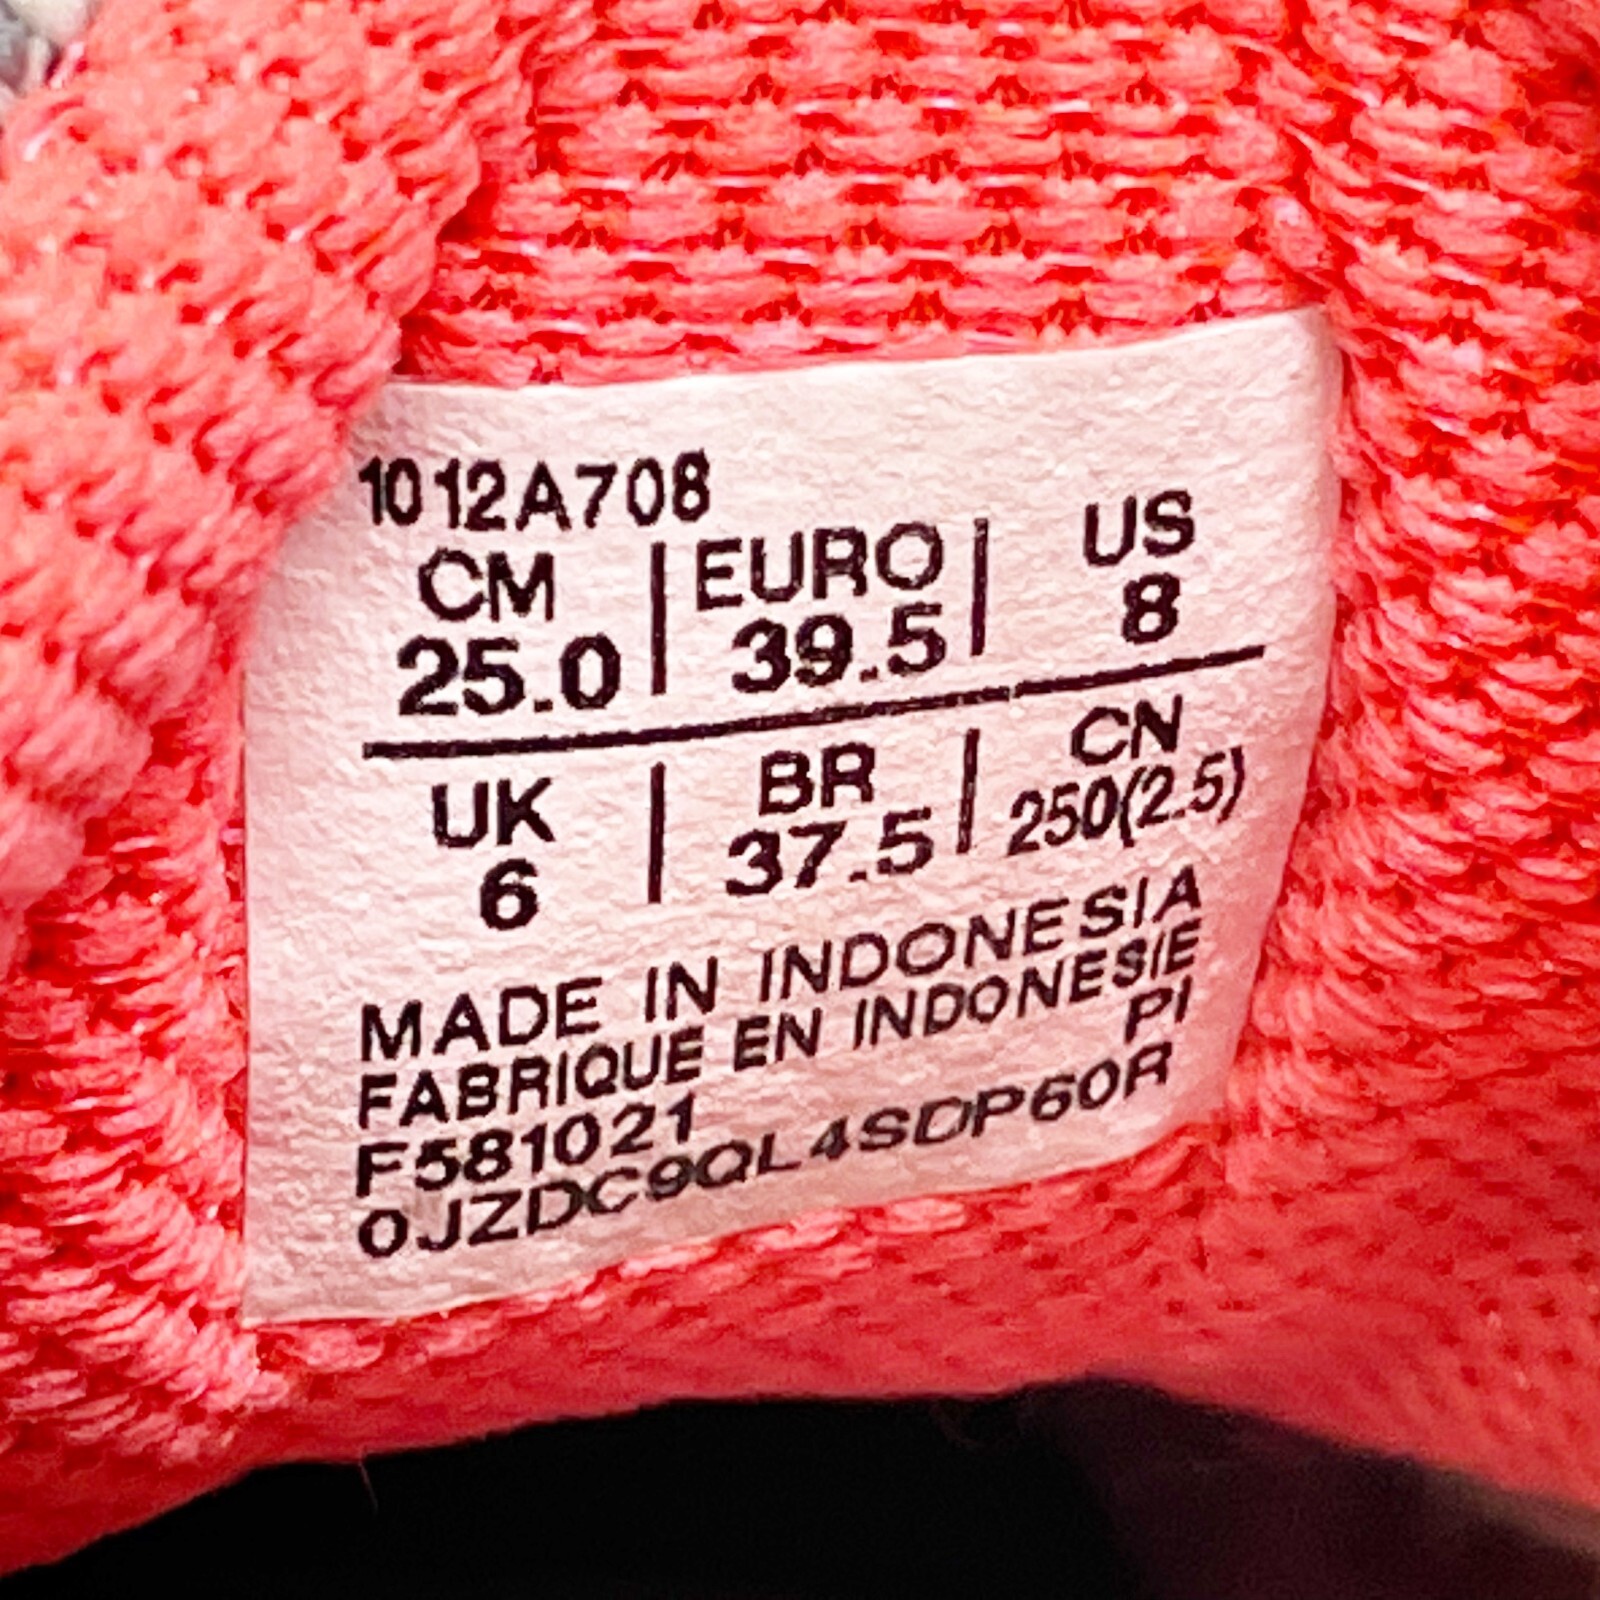 1012A708
CM | EURO | US
25.0 | 39.5 | 8
UK | BR | CN
6 | 37.5 | 250(2.5)
MADE IN INDONESIA
FABRIQUE EN INDONESIE
PI
F581021
0JZDC9QL4SDP60R